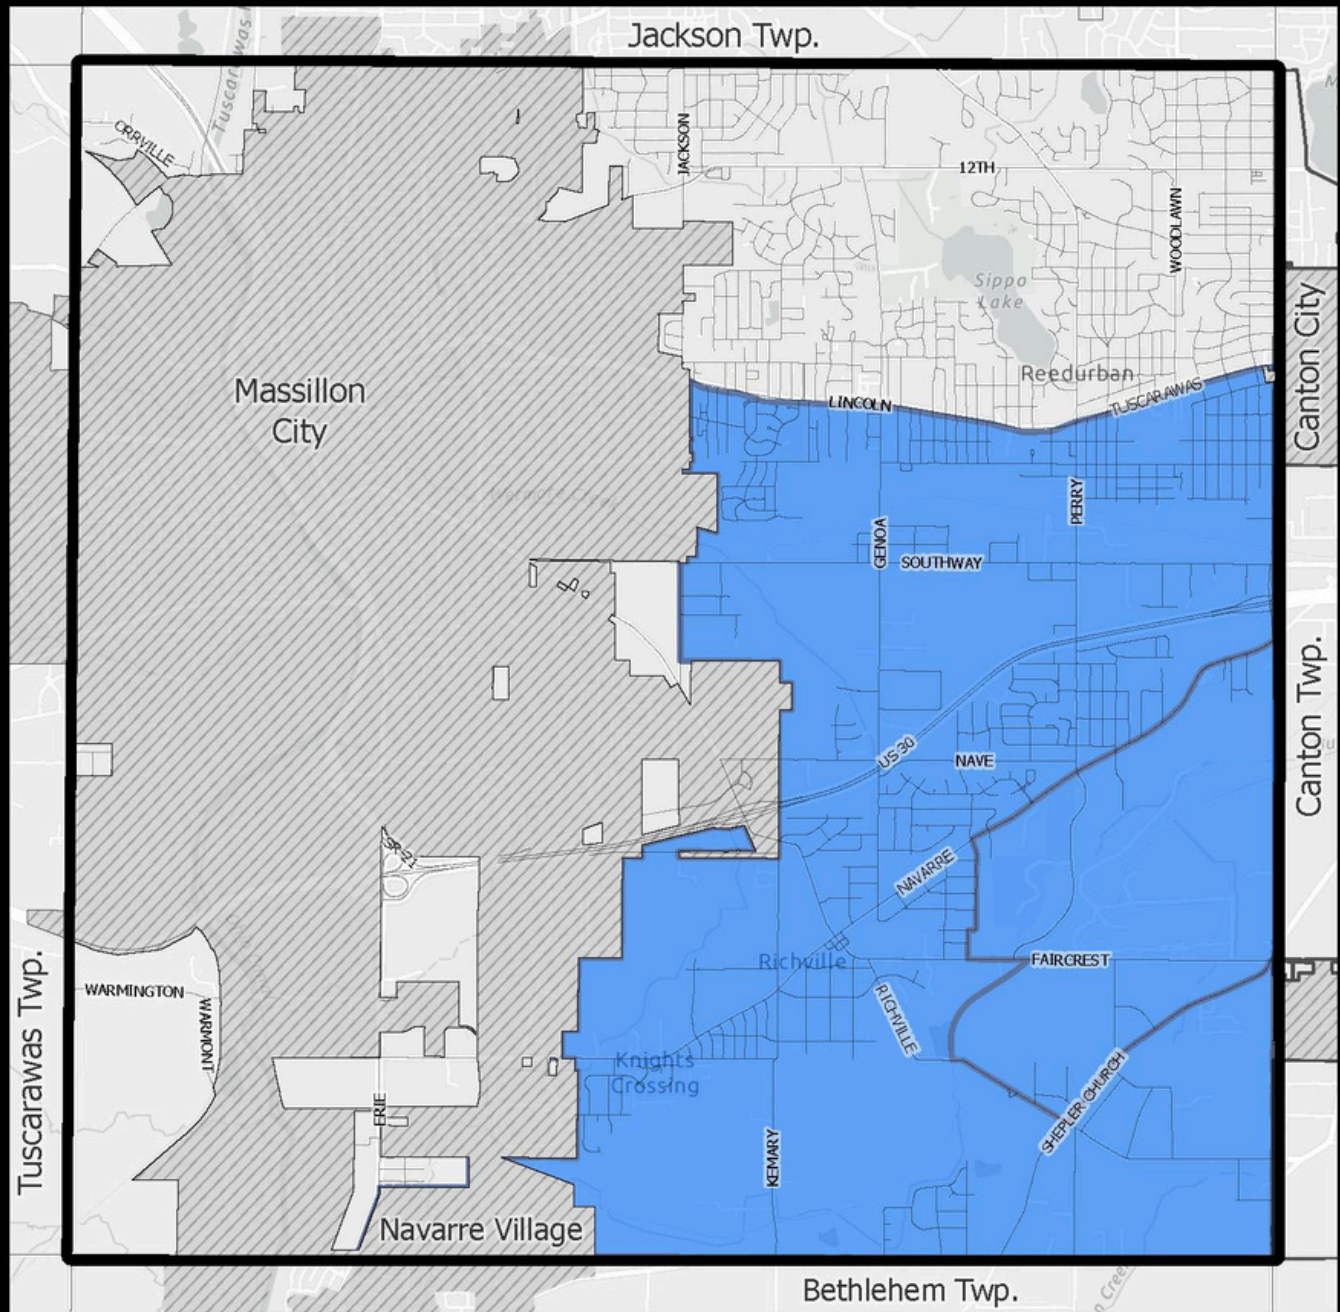 Jackson Twp.
Tuscarawas
ORRVILLE
JACKSON
12TH
WOODLAWN
Sippo
Lake
Canton City
Reedurban
Massillon
City
LINCOLN
TUSCARAWAS
PERRY
GENOA
SOUTHWAY
Canton Twp.
US 30
NAVE
SR-21
NAVARRE
Richville
FAIRCREST
Tuscarawas Twp.
WARMINGTON
WARMONT
RICHVILLE
Knights
Crossing
SHEPLER CHURCH
ERIE
KEMARY
Navarre Village
Bethlehem Twp.